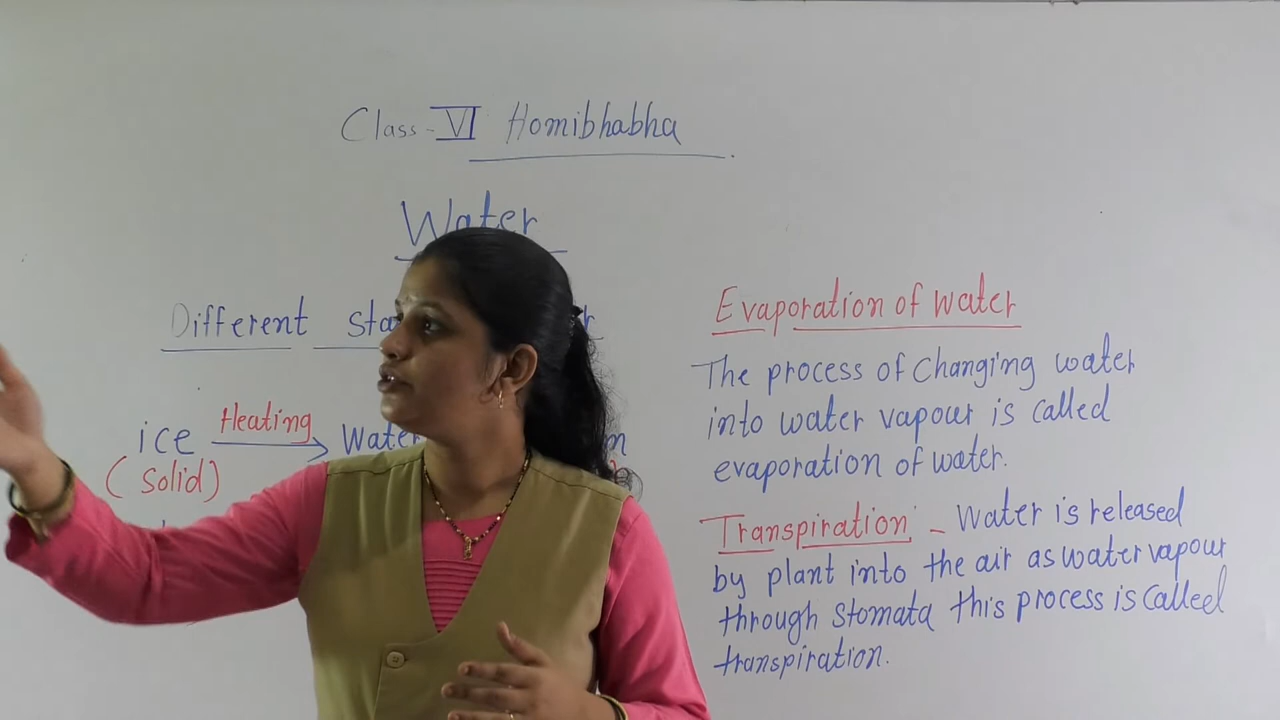 Class-VI Homibhabha
Water
Different
ice Heating Water
(solid)
Evaporation of water
The process of changing water
into water vapour is called
evaporation of water.
Transpiration - Water is released
by plant into the air as water vapour
through stomata this process is called
transpiration.